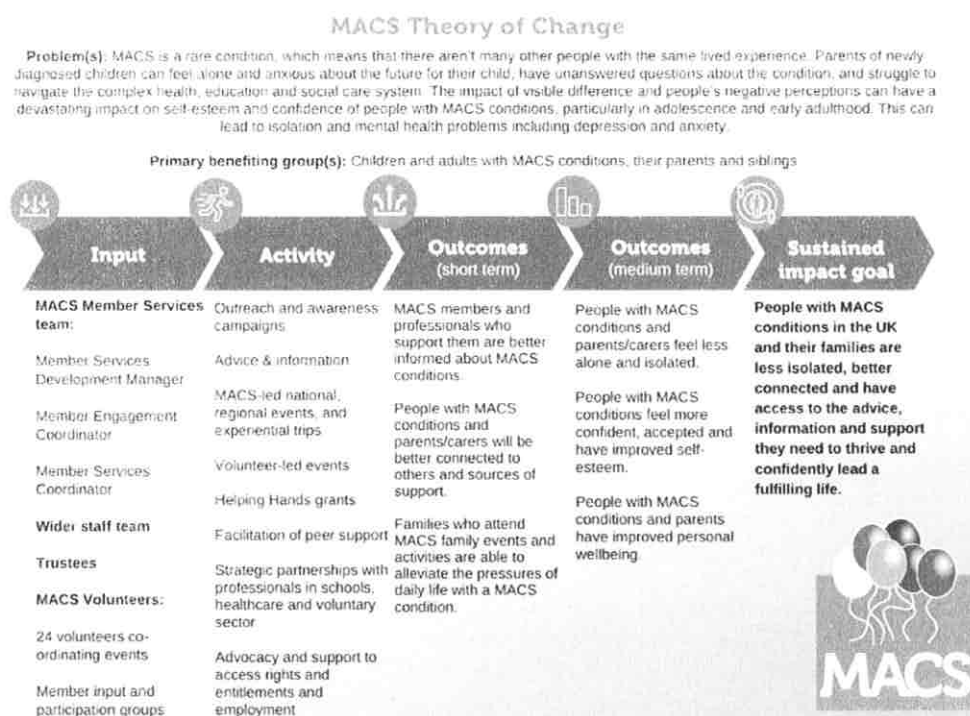 MACS Theory of Change
Problem(s): MACS is a rare condition, which means that there aren't many other people with the same lived experience. Parents of newly
diagnosed children can feel alone and anxious about the future for their child, have unanswered questions about the condition, and struggle to
navigate the complex health, education and social care system. The impact of visible difference and people's negative perceptions can have a
devastating impact on self-esteem and confidence of people with MACS conditions, particularly in adolescence and early adulthood. This can
lead to isolation and mental health problems including depression and anxiety.
Primary benefiting group(s): Children and adults with MACS conditions, their parents and siblings
Input
MACS Member Services
team:
Member Services
Development Manager
Member Engagement
Coordinator
Member Services
Coordinator
Wider staff team
Trustees
MACS Volunteers:
24 volunteers co-
ordinating events
Member input and
participation groups
Activity
Outreach and awareness
campaigns
Advice & information
MACS-led national,
regional events, and
experiential trips
Volunteer-led events
Helping Hands grants
Facilitation of peer support
Strategic partnerships with
professionals in schools,
healthcare and voluntary
sector
Advocacy and support to
access rights and
entitlements and
employment
Outcomes
(short term)
MACS members and
professionals who
support them are better
informed about MACS
conditions.
People with MACS
conditions and
parents/carers will be
better connected to
others and sources of
support.
Families who attend
MACS family events and
activities are able to
alleviate the pressures of
daily life with a MACS
condition.
Outcomes
(medium term)
People with MACS
conditions and
parents/carers feel less
alone and isolated.
People with MACS
conditions feel more
confident, accepted and
have improved self-
esteem.
People with MACS
conditions and parents
have improved personal
wellbeing.
Sustained
impact goal
People with MACS
conditions in the UK
and their families are
less isolated, better
connected and have
access to the advice,
information and support
they need to thrive and
confidently lead a
fulfilling life.
MACS